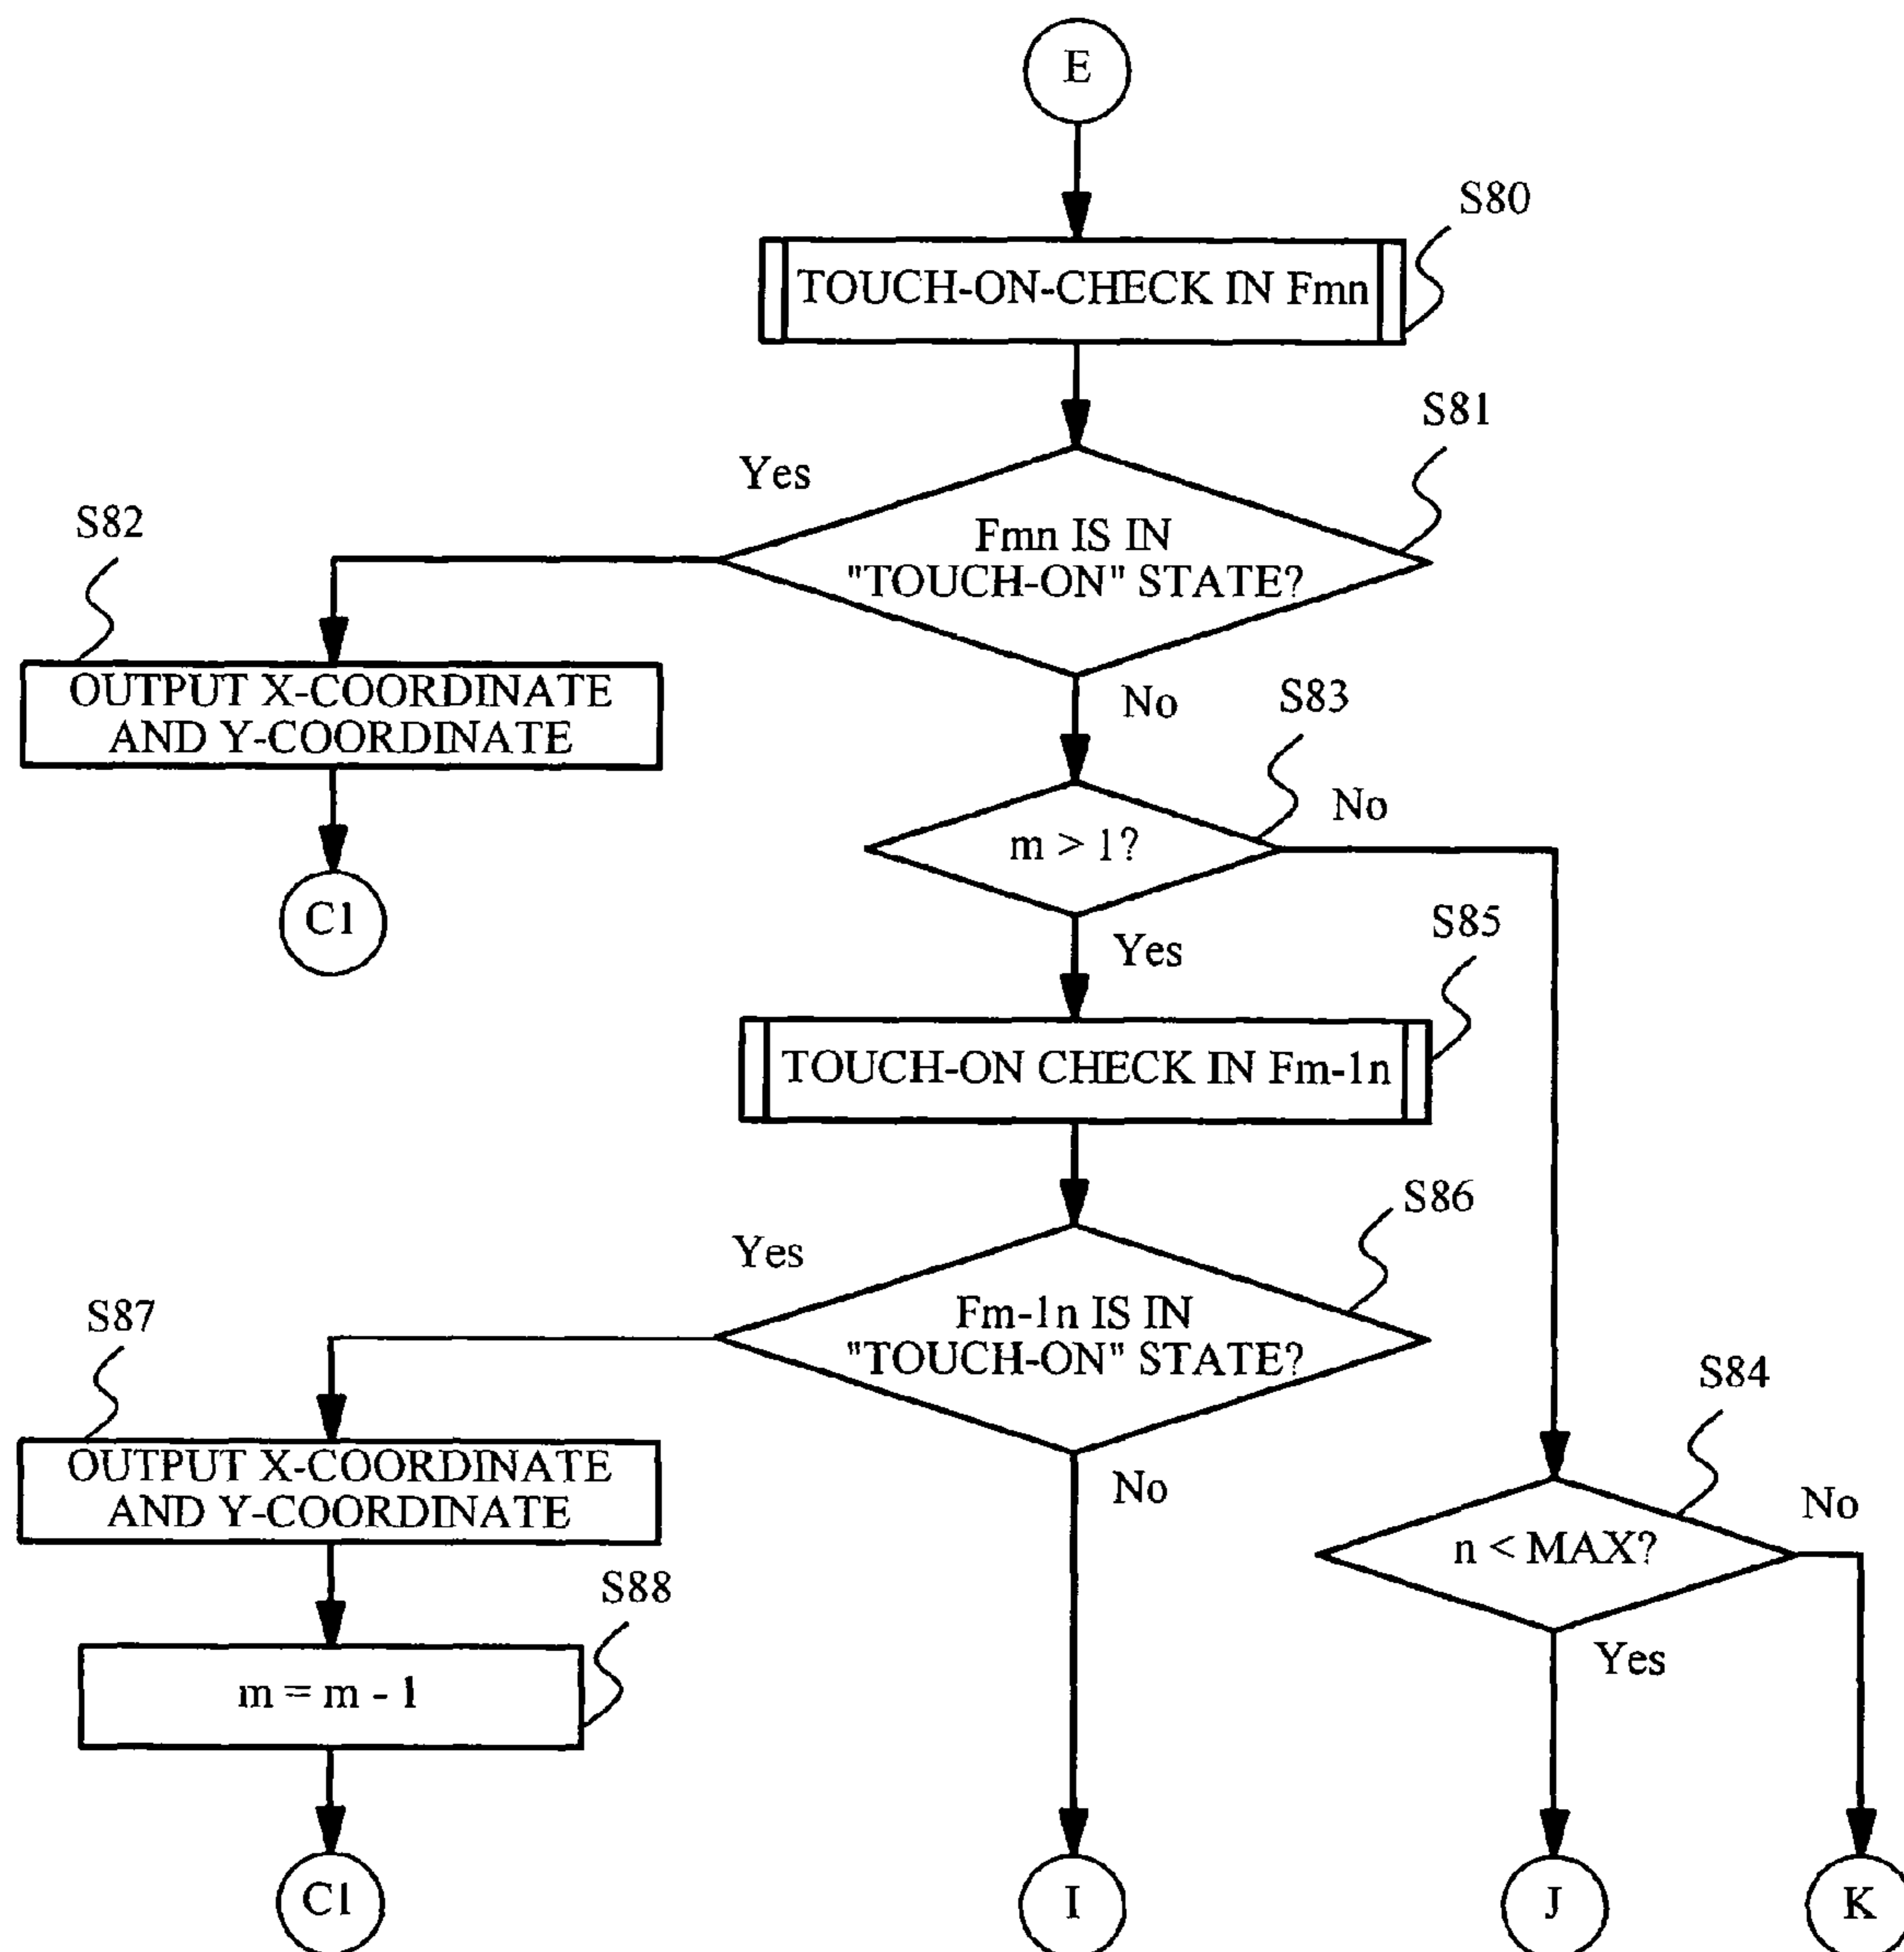 E
S80
TOUCH-ON-CHECK IN Fmn
S81
Yes
Fmn IS IN
"TOUCH-ON" STATE?
S82
OUTPUT X-COORDINATE
AND Y-COORDINATE
No
S83
No
m > 1?
C1
S85
Yes
TOUCH-ON CHECK IN Fm-1n
S86
Yes
Fm-1n IS IN
"TOUCH-ON" STATE?
S87
S84
OUTPUT X-COORDINATE
AND Y-COORDINATE
No
No
n < MAX?
S88
Yes
m = m - 1
C1
I
J
K